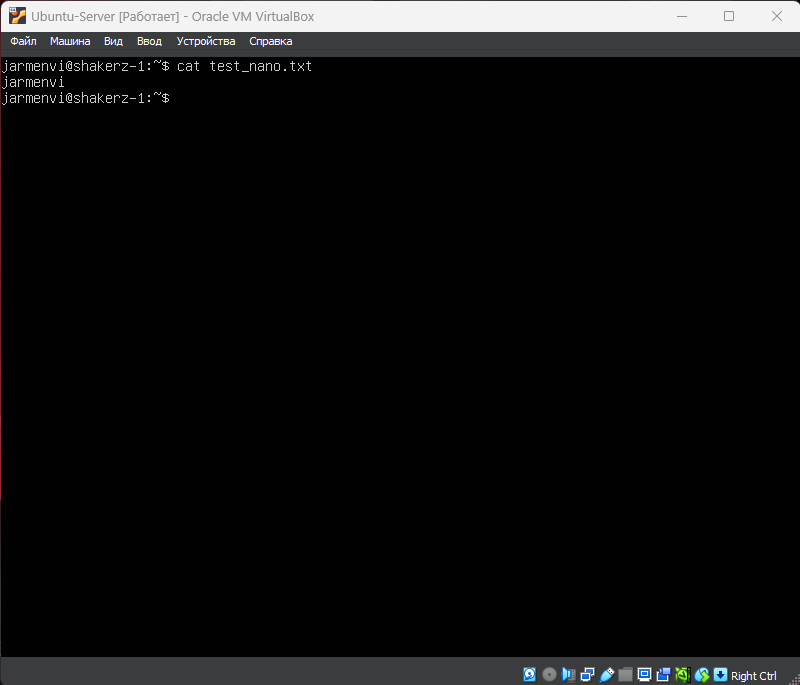 Ubuntu-Server [Работает] - Oracle VM VirtualBox
Файл Машина Вид Ввод Устройства Справка
jarmenvi@shakerz-1:~$ cat test_nano.txt
jarmenvi
jarmenvi@shakerz-1:~$
Right Ctrl